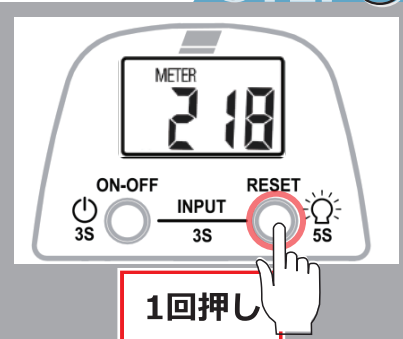 METER
218
ON-OFF
RESET
INPUT
3S
3S
5S
1回押し